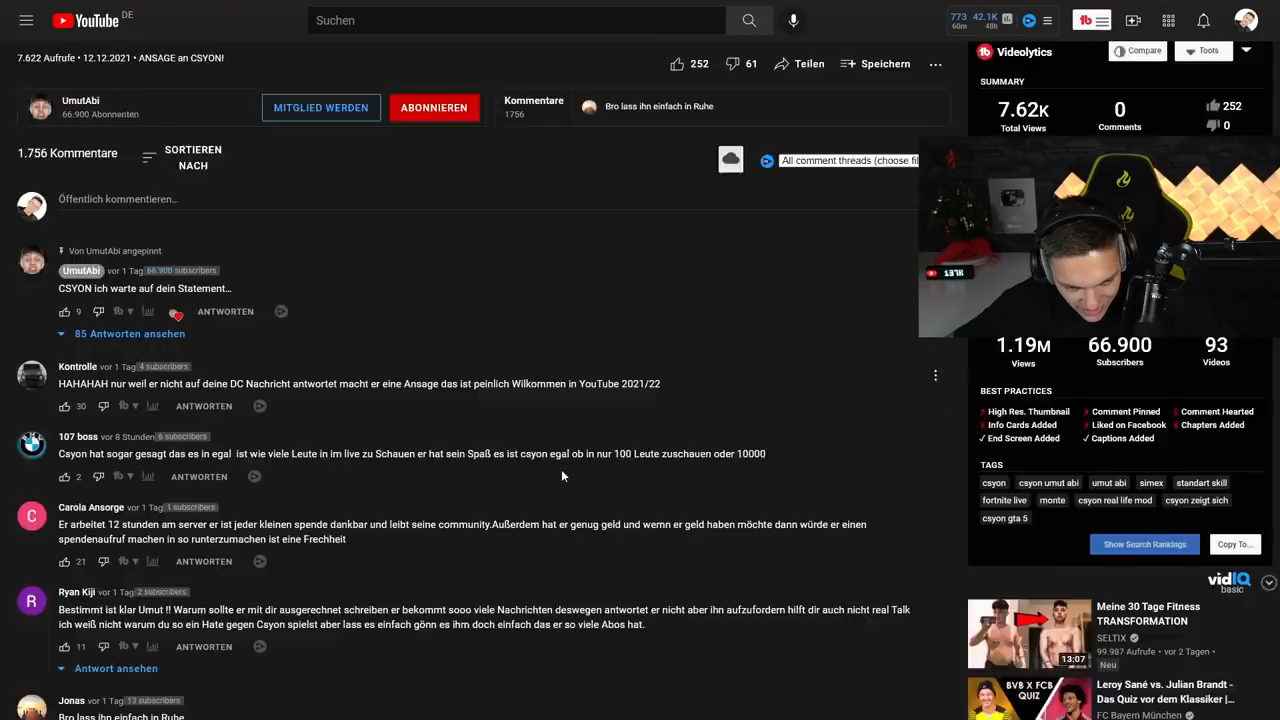 YouTube DE
Suchen
773 42.1K
60m 48h
7.622 Aufrufe • 12.12.2021 • ANSAGE an CSYON!
252 61 Teilen Speichern
UmutAbi
66.900 Abonnenten
MITGLIED WERDEN ABONNIEREN
Kommentare
1756
Bro lass ihn einfach in Ruhe
1.756 Kommentare SORTIEREN
NACH
All comment threads (choose fil
Öffentlich kommentieren...
Von UmutAbi angepinnt
UmutAbi vor 1 Tag 66.900 subscribers
CSYON ich warte auf dein Statement...
9 ANTWORTEN
85 Antworten ansehen
Kontrolle vor 1 Tag 4 subscribers
HAHAHAH nur weil er nicht auf deine DC Nachricht antwortet macht er eine Ansage das ist peinlich Wilkommen in YouTube 2021/22
30 ANTWORTEN
107 boss vor 8 Stunden 6 subscribers
Csyon hat sogar gesagt das es in egal ist wie viele Leute in im live zu Schauen er hat sein Spaß es ist csyon egal ob in nur 100 Leute zuschauen oder 10000
2 ANTWORTEN
C
Carola Ansorge vor 1 Tag 1 subscribers
Er arbeitet 12 stunden am server er ist jeder kleinen spende dankbar und leibt seine community.Außerdem hat er genug geld und wemn er geld haben möchte dann würde er einen
spendenaufruf machen in so runterzumachen ist eine Frechheit
21 ANTWORTEN
R
Ryan Kiji vor 1 Tag 2 subscribers
Bestimmt ist klar Umut !! Warum sollte er mit dir ausgerechnet schreiben er bekommt sooo viele Nachrichten deswegen antwortet er nicht aber ihn aufzufordern hilft dir auch nicht real Talk
ich weiß nicht warum du so ein Hate gegen Csyon spielst aber lass es einfach gönn es ihm doch einfach das er so viele Abos hat.
11 ANTWORTEN
Antwort ansehen
Jonas vor 1 Tag 13 subscribers
Bro lass ihn einfach in Ruhe
Videolytics Compare Tools
SUMMARY
7.62K 0 252
Total Views Comments 0
137K
1.19M 66.900 93
Views Subscribers Videos
BEST PRACTICES
✗ High Res. Thumbnail ✗ Comment Pinned ✗ Comment Hearted
✗ Info Cards Added ✗ Liked on Facebook ✗ Chapters Added
✓ End Screen Added ✓ Captions Added
TAGS
csyon csyon umut abi umut abi simex standart skill
fortnite live monte csyon real life mod csyon zeigt sich
csyon gta 5
Show Search Rankings Copy To...
vidIQ
basic
13:07
Meine 30 Tage Fitness
TRANSFORMATION
SELTIX
99.987 Aufrufe • vor 2 Tagen •
Neu
BVB X FCB
QUIZ
Leroy Sané vs. Julian Brandt -
Das Quiz vor dem Klassiker |...
FC Bayern München